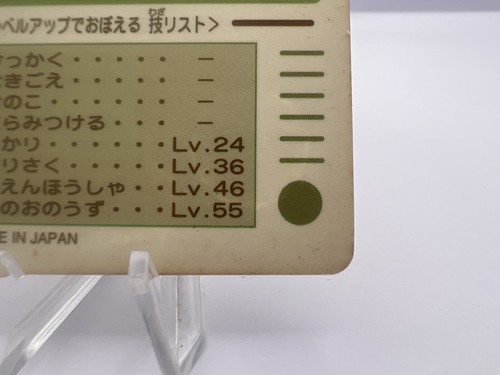 ベルアップでおぼえる 技リスト＞
わざ
っかく・・・・・ー
きごえ・・・・・ー
のこ・・・・・・ー
らみつける・・・ー
かり・・・・・・Lv.24
りさく・・・・・Lv.36
えんほうしゃ・・Lv.46
のおのうず・・・Lv.55
E IN JAPAN